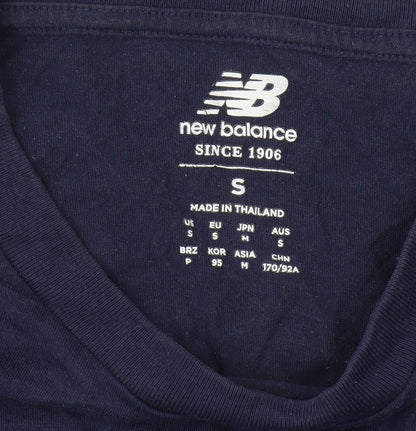 NB
new balance
SINCE 1906
S
MADE IN THAILAND
US EU JPN AUS
S S M S
BRZ KOR ASIA CHN
P 95 M 170/92A